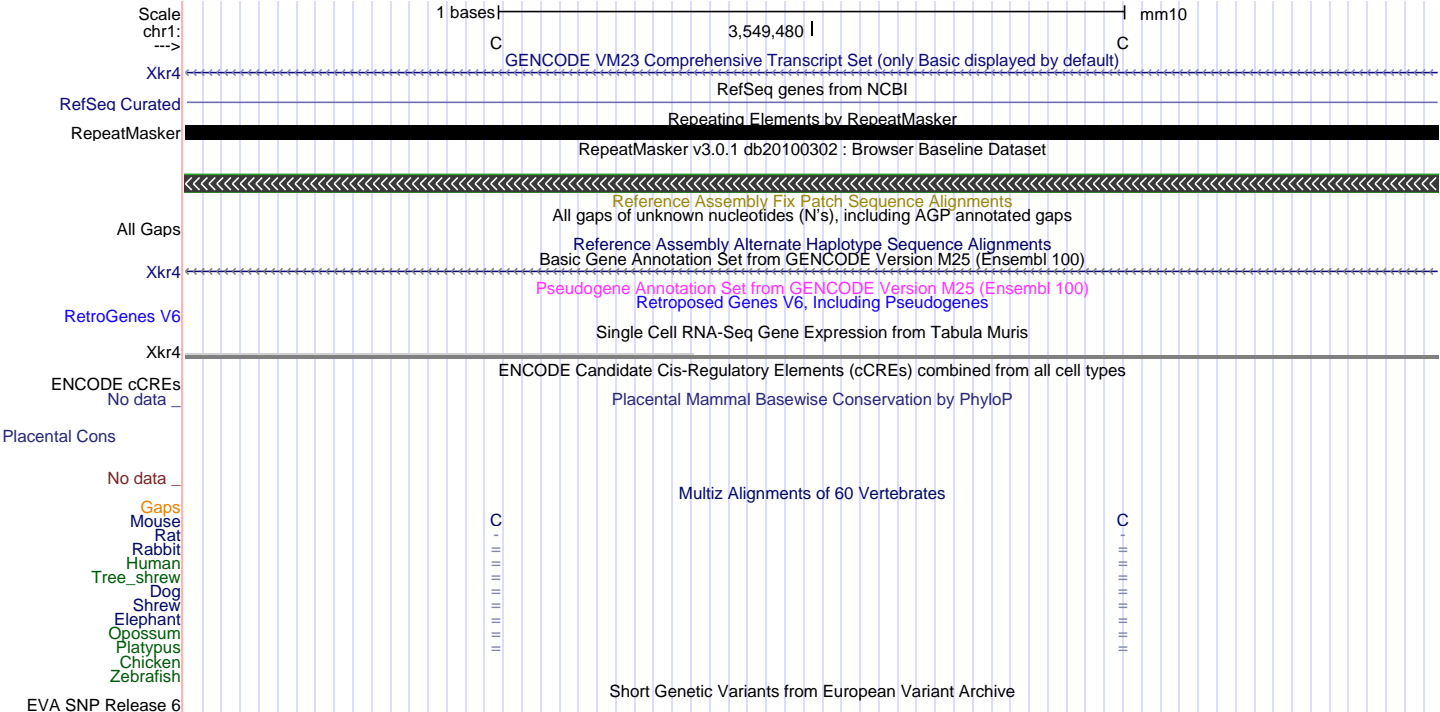 Scale 1 bases mm10
chr1: 3,549,480
---> C C
GENCODE VM23 Comprehensive Transcript Set (only Basic displayed by default)
Xkr4
RefSeq genes from NCBI
RefSeq Curated
Repeating Elements by RepeatMasker
RepeatMasker
RepeatMasker v3.0.1 db20100302 : Browser Baseline Dataset
Reference Assembly Fix Patch Sequence Alignments
All gaps of unknown nucleotides (N's), including AGP annotated gaps
All Gaps
Reference Assembly Alternate Haplotype Sequence Alignments
Basic Gene Annotation Set from GENCODE Version M25 (Ensembl 100)
Xkr4
Pseudogene Annotation Set from GENCODE Version M25 (Ensembl 100)
Retroposed Genes V6, Including Pseudogenes
RetroGenes V6
Single Cell RNA-Seq Gene Expression from Tabula Muris
Xkr4
ENCODE Candidate Cis-Regulatory Elements (cCREs) combined from all cell types
ENCODE cCREs
No data _
Placental Mammal Basewise Conservation by PhyloP
Placental Cons
No data _
Multiz Alignments of 60 Vertebrates
Gaps
Mouse C C
Rat - -
Rabbit = =
Human = =
Tree_shrew = =
Dog = =
Shrew = =
Elephant = =
Opossum = =
Platypus = =
Chicken
Zebrafish
Short Genetic Variants from European Variant Archive
EVA SNP Release 6